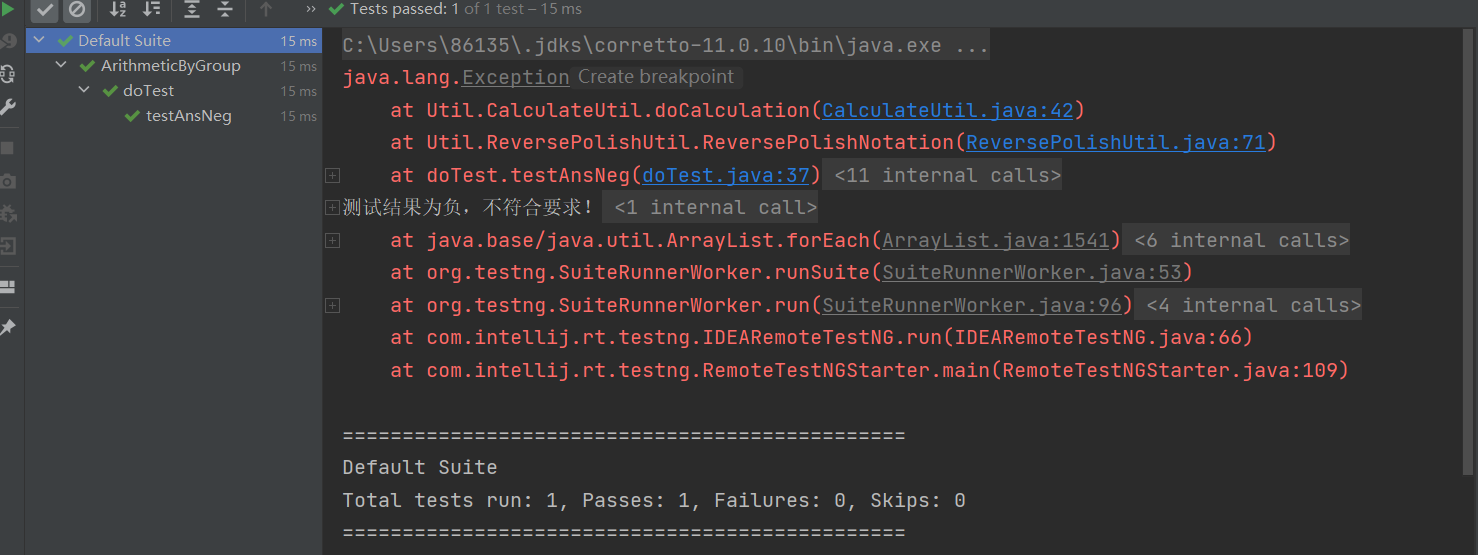 Tests passed: 1 of 1 test – 15 ms
Default Suite 15 ms
ArithmeticByGroup 15 ms
doTest 15 ms
testAnsNeg 15 ms
C:\Users\86135\.jdks\corretto-11.0.10\bin\java.exe ...
java.lang.Exception Create breakpoint
at Util.CalculateUtil.doCalculation(CalculateUtil.java:42)
at Util.ReversePolishUtil.ReversePolishNotation(ReversePolishUtil.java:71)
at doTest.testAnsNeg(doTest.java:37) <11 internal calls>
测试结果为负，不符合要求！ <1 internal call>
at java.base/java.util.ArrayList.forEach(ArrayList.java:1541) <6 internal calls>
at org.testng.SuiteRunnerWorker.runSuite(SuiteRunnerWorker.java:53)
at org.testng.SuiteRunnerWorker.run(SuiteRunnerWorker.java:96) <4 internal calls>
at com.intellij.rt.testng.IDEARemoteTestNG.run(IDEARemoteTestNG.java:66)
at com.intellij.rt.testng.RemoteTestNGStarter.main(RemoteTestNGStarter.java:109)
===============================================
Default Suite
Total tests run: 1, Passes: 1, Failures: 0, Skips: 0
===============================================